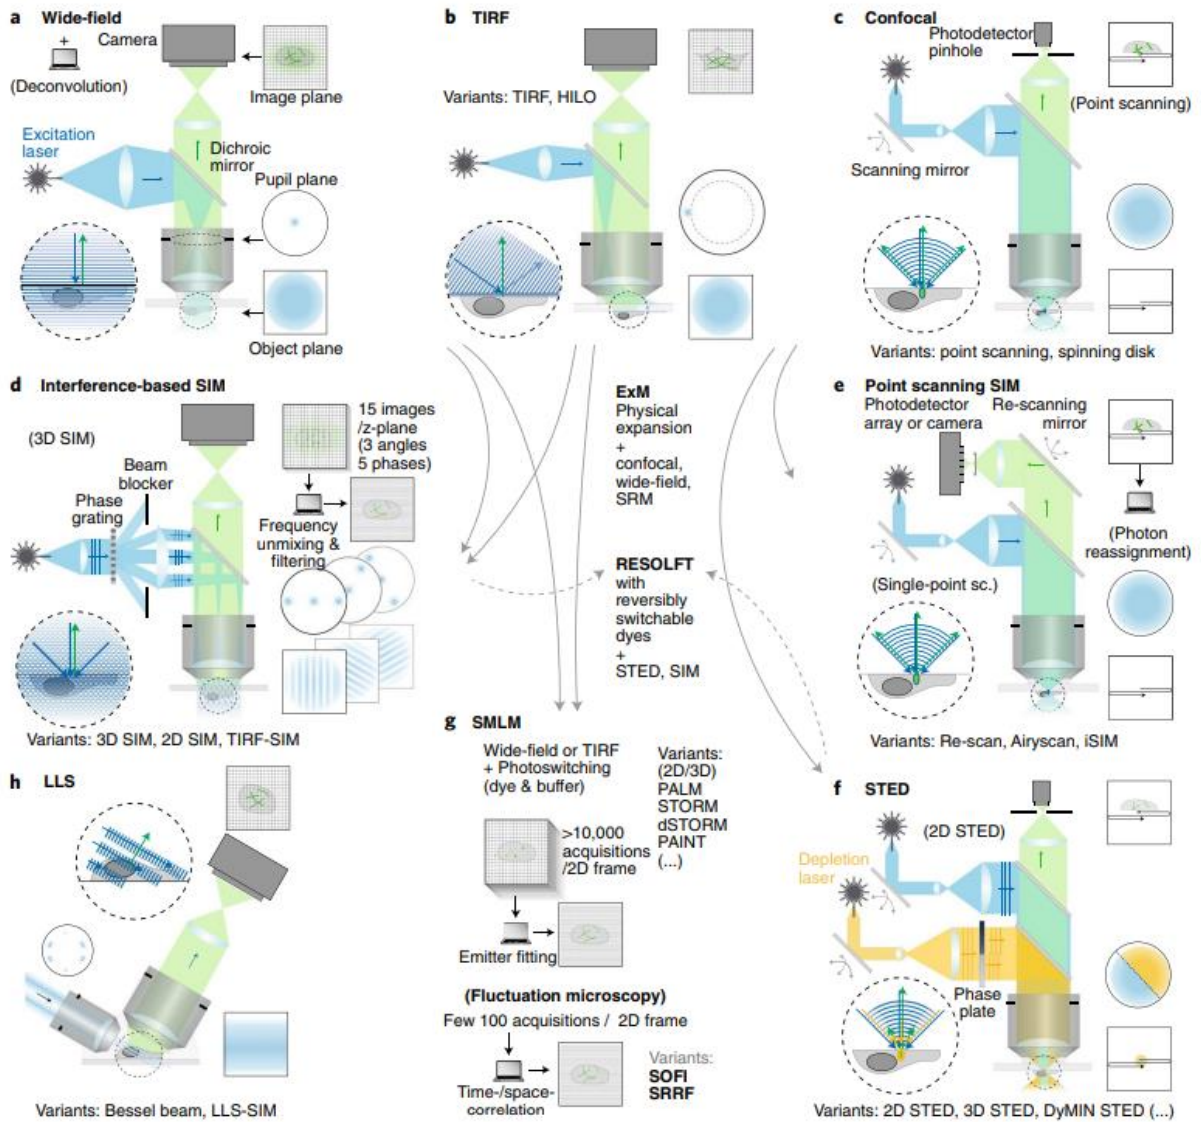 a Wide-field
+
(Deconvolution)
Camera
Image plane
Excitation
laser
Dichroic
mirror
Pupil plane
Object plane
b TIRF
Variants: TIRF, HILO
c Confocal
Photodetector
pinhole
(Point scanning)
Scanning mirror
Variants: point scanning, spinning disk
d Interference-based SIM
(3D SIM)
15 images
/z-plane
(3 angles
5 phases)
Beam
blocker
Phase
grating
Frequency
unmixing &
filtering
Variants: 3D SIM, 2D SIM, TIRF-SIM
ExM
Physical
expansion
+
confocal,
wide-field,
SRM
RESOLFT
with
reversibly
switchable
dyes
+
STED, SIM
e Point scanning SIM
Photodetector
array or camera
Re-scanning
mirror
(Photon
reassignment)
(Single-point sc.)
Variants: Re-scan, Airyscan, iSIM
g SMLM
Wide-field or TIRF
+ Photoswitching
(dye & buffer)
Variants:
(2D/3D)
PALM
STORM
dSTORM
PAINT
(...)
>10,000
acquisitions
/2D frame
Emitter fitting
(Fluctuation microscopy)
Few 100 acquisitions / 2D frame
Time-/space-
correlation
Variants:
SOFI
SRRF
h LLS
Variants: Bessel beam, LLS-SIM
f STED
(2D STED)
Depletion
laser
Phase
plate
Variants: 2D STED, 3D STED, DyMIN STED (...)